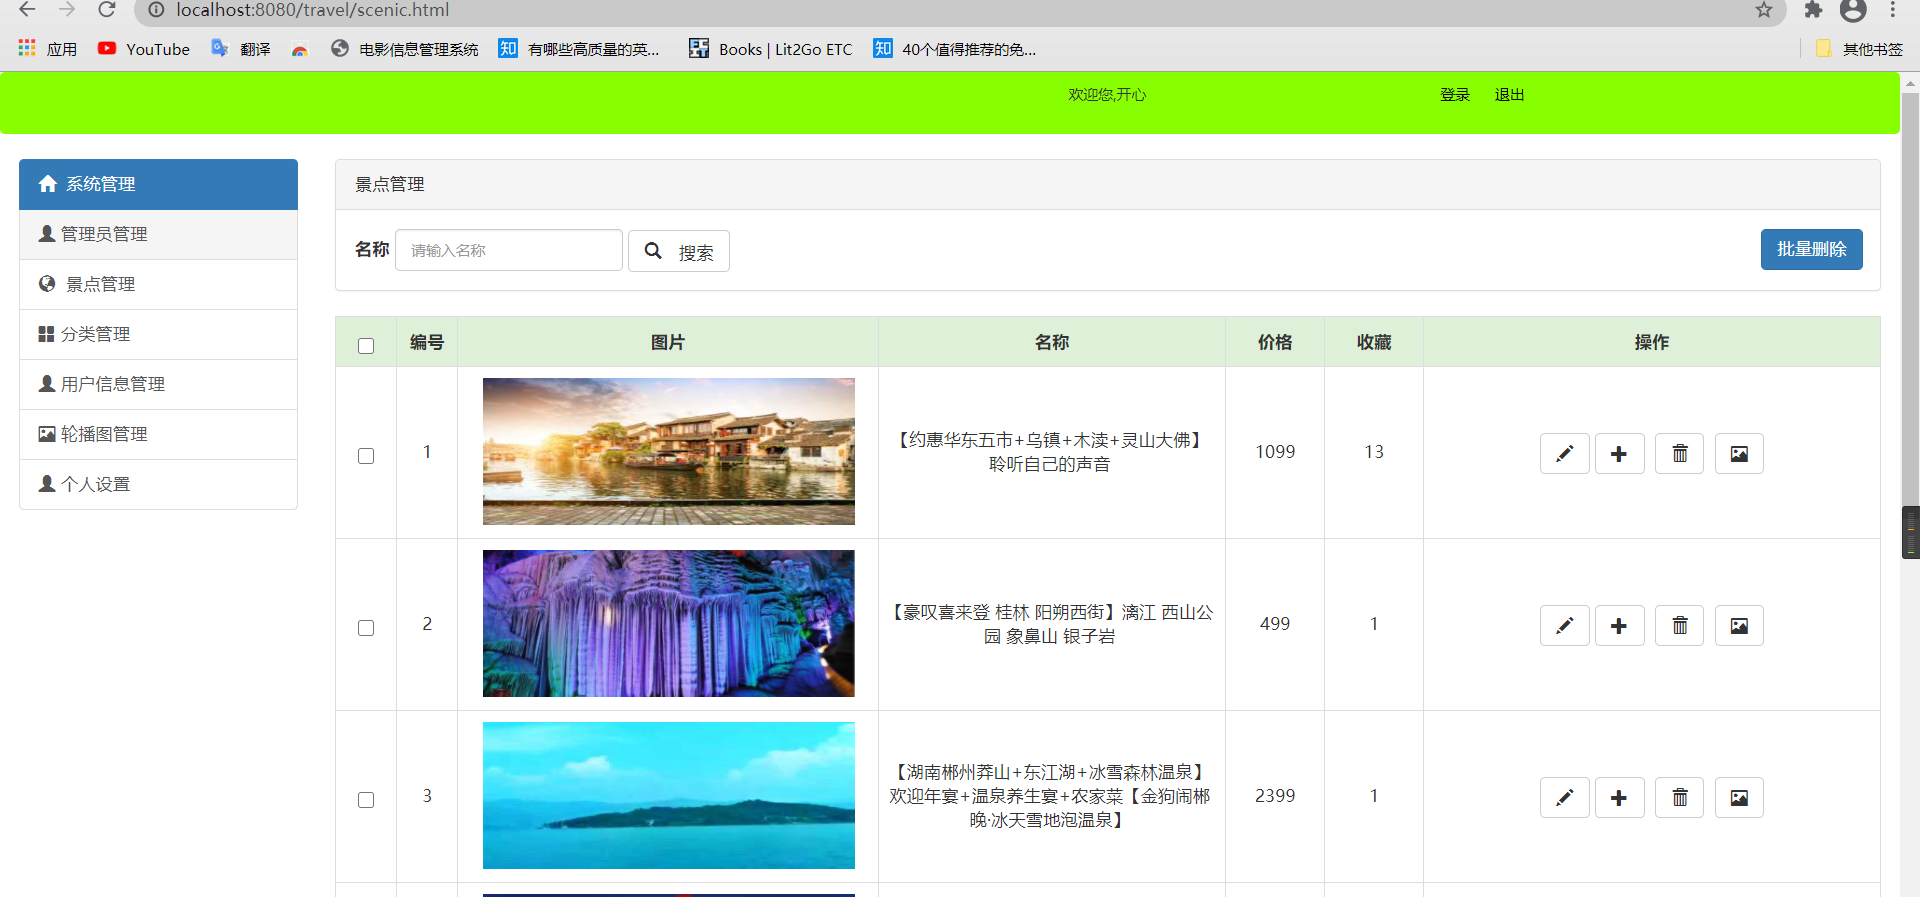 localhost:8080/travel/scenic.html
应用 YouTube 翻译 电影信息管理系统 知 有哪些高质量的英... Books | Lit2Go ETC 知 40个值得推荐的免... 其他书签
欢迎您,开心 登录 退出
系统管理
管理员管理
景点管理
分类管理
用户信息管理
轮播图管理
个人设置
景点管理
名称 请输入名称 搜索 批量删除
编号 图片 名称 价格 收藏 操作
1 【约惠华东五市+乌镇+木渎+灵山大佛】 1099 13
聆听自己的声音
2 【豪叹喜来登 桂林 阳朔西街】漓江 西山公 499 1
园 象鼻山 银子岩
3 【湖南郴州莽山+东江湖+冰雪森林温泉】 2399 1
欢迎年宴+温泉养生宴+农家菜【金狗闹郴
晚·冰天雪地泡温泉】